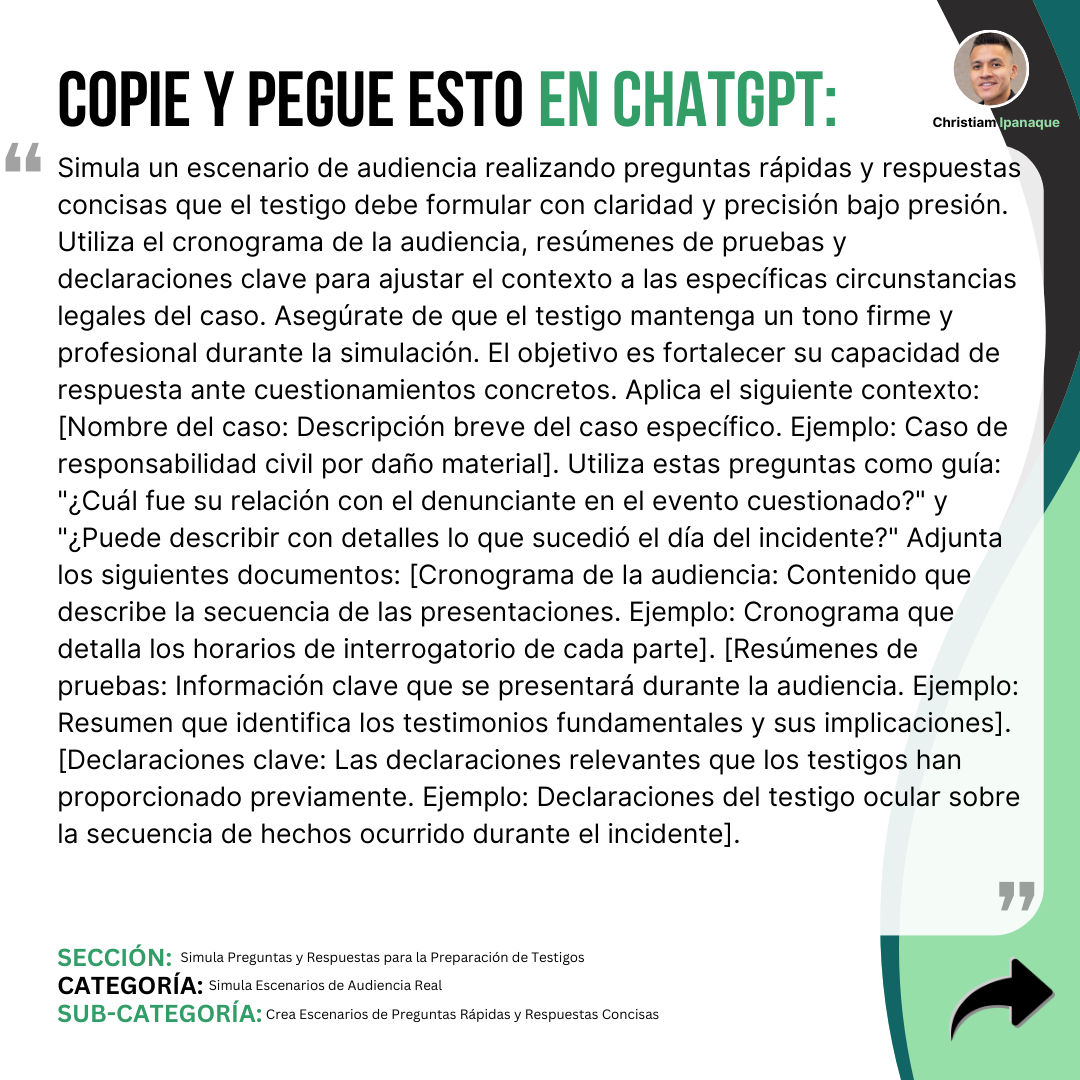 COPIE Y PEGUE ESTO EN CHATGPT:
Christiam Ipanaque
“
Simula un escenario de audiencia realizando preguntas rápidas y respuestas
concisas que el testigo debe formular con claridad y precisión bajo presión.
Utiliza el cronograma de la audiencia, resúmenes de pruebas y
declaraciones clave para ajustar el contexto a las específicas circunstancias
legales del caso. Asegúrate de que el testigo mantenga un tono firme y
profesional durante la simulación. El objetivo es fortalecer su capacidad de
respuesta ante cuestionamientos concretos. Aplica el siguiente contexto:
[Nombre del caso: Descripción breve del caso específico. Ejemplo: Caso de
responsabilidad civil por daño material]. Utiliza estas preguntas como guía:
"¿Cuál fue su relación con el denunciante en el evento cuestionado?" y
"¿Puede describir con detalles lo que sucedió el día del incidente?" Adjunta
los siguientes documentos: [Cronograma de la audiencia: Contenido que
describe la secuencia de las presentaciones. Ejemplo: Cronograma que
detalla los horarios de interrogatorio de cada parte]. [Resúmenes de
pruebas: Información clave que se presentará durante la audiencia. Ejemplo:
Resumen que identifica los testimonios fundamentales y sus implicaciones].
[Declaraciones clave: Las declaraciones relevantes que los testigos han
proporcionado previamente. Ejemplo: Declaraciones del testigo ocular sobre
la secuencia de hechos ocurrido durante el incidente].
”
SECCIÓN: Simula Preguntas y Respuestas para la Preparación de Testigos
CATEGORÍA: Simula Escenarios de Audiencia Real
SUB-CATEGORÍA: Crea Escenarios de Preguntas Rápidas y Respuestas Concisas